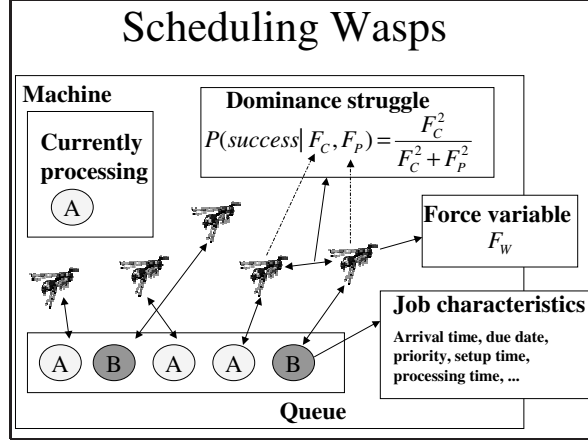 Scheduling Wasps
Machine
Currently
processing
A
Dominance struggle
P(success| F_C, F_P) = F_C^2 / (F_C^2 + F_P^2)
Force variable
F_W
Job characteristics
Arrival time, due date,
priority, setup time,
processing time, ...
A B A A B
Queue